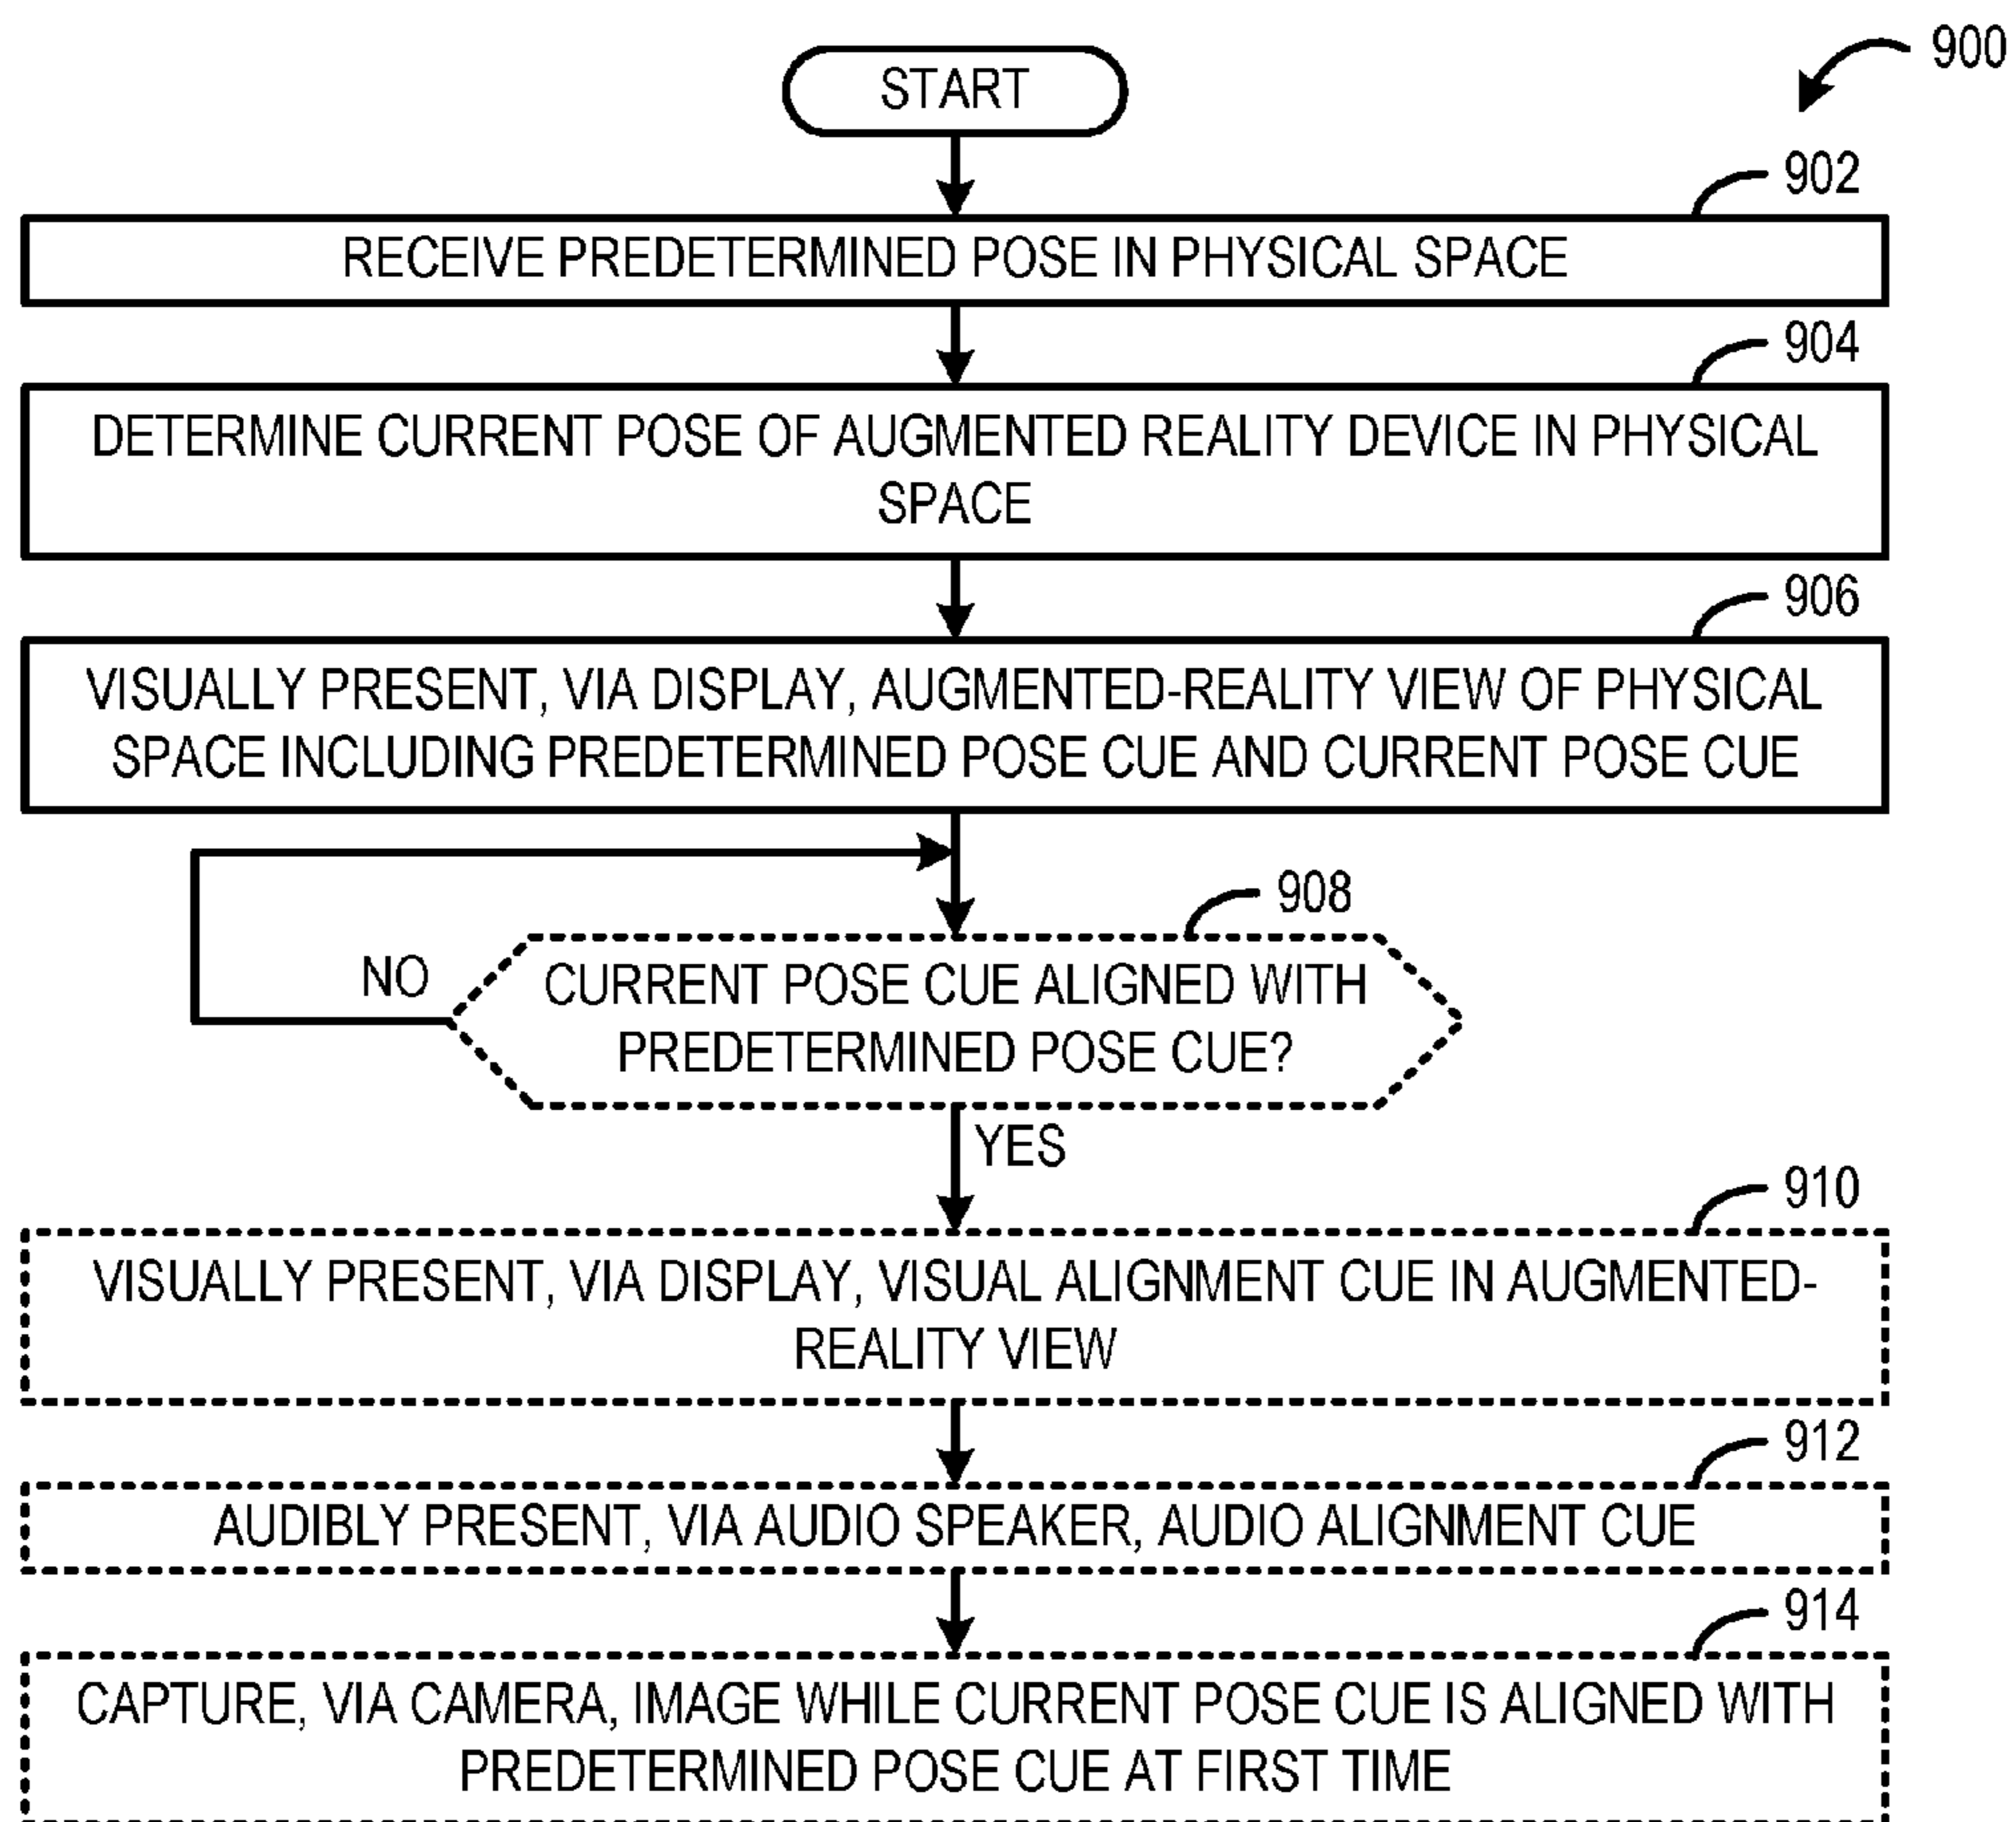 900
START
902
RECEIVE PREDETERMINED POSE IN PHYSICAL SPACE
904
DETERMINE CURRENT POSE OF AUGMENTED REALITY DEVICE IN PHYSICAL
SPACE
906
VISUALLY PRESENT, VIA DISPLAY, AUGMENTED-REALITY VIEW OF PHYSICAL
SPACE INCLUDING PREDETERMINED POSE CUE AND CURRENT POSE CUE
908
NO
CURRENT POSE CUE ALIGNED WITH
PREDETERMINED POSE CUE?
YES
910
VISUALLY PRESENT, VIA DISPLAY, VISUAL ALIGNMENT CUE IN AUGMENTED-
REALITY VIEW
912
AUDIBLY PRESENT, VIA AUDIO SPEAKER, AUDIO ALIGNMENT CUE
914
CAPTURE, VIA CAMERA, IMAGE WHILE CURRENT POSE CUE IS ALIGNED WITH
PREDETERMINED POSE CUE AT FIRST TIME